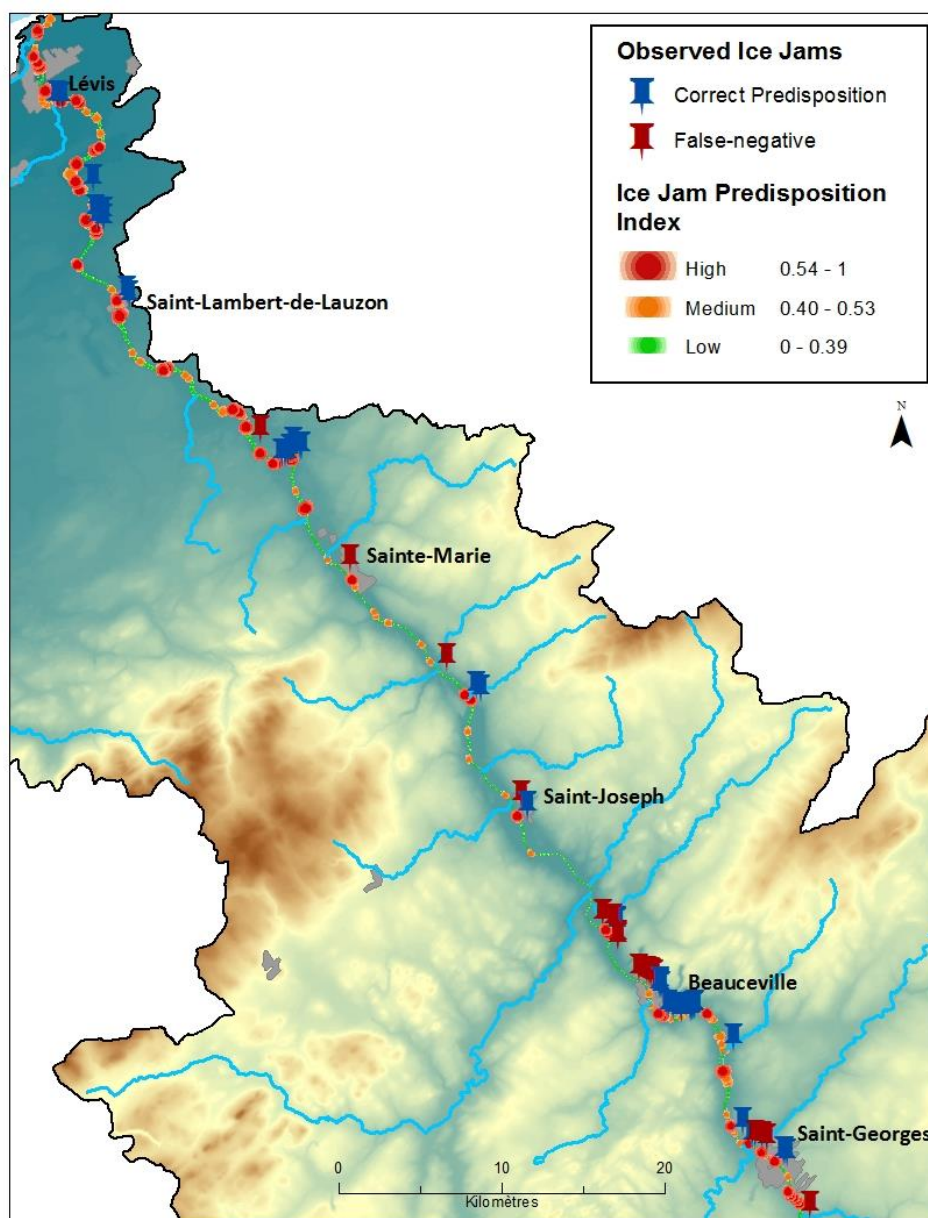 Observed Ice Jams
Correct Predisposition
False-negative
Ice Jam Predisposition
Index
High 0.54 - 1
Medium 0.40 - 0.53
Low 0 - 0.39
Lévis
Saint-Lambert-de-Lauzon
N
Sainte-Marie
Saint-Joseph
Beauceville
Saint-Georges
0 10 20
Kilomètres